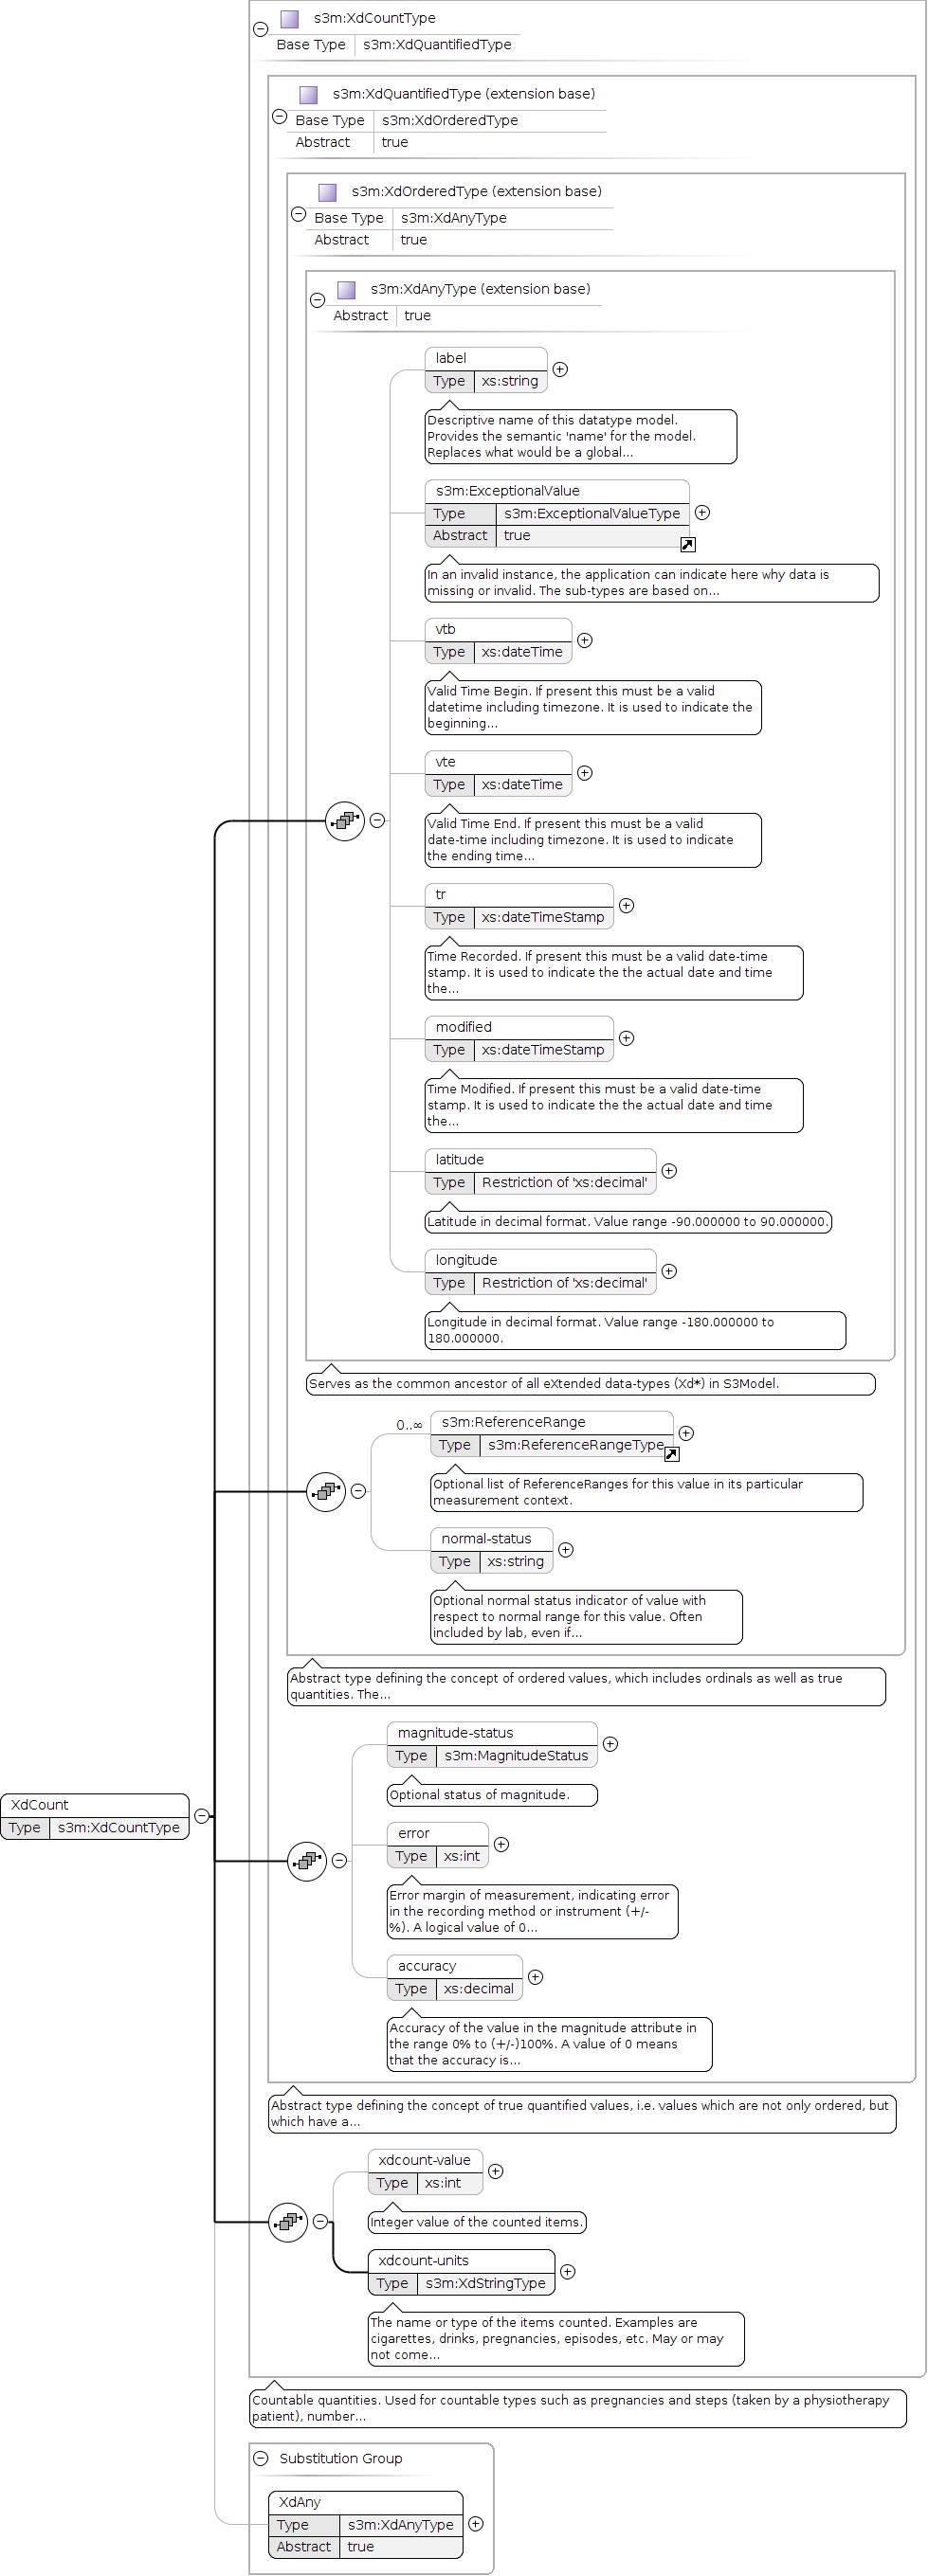 s3m:XdCountType
Base Type s3m:XdQuantifiedType
s3m:XdQuantifiedType (extension base)
Base Type s3m:XdOrderedType
Abstract true
s3m:XdOrderedType (extension base)
Base Type s3m:XdAnyType
Abstract true
s3m:XdAnyType (extension base)
Abstract true
label
Type xs:string
Descriptive name of this datatype model.
Provides the semantic 'name' for the model.
Replaces what would be a global...
s3m:ExceptionalValue
Type s3m:ExceptionalValueType
Abstract true
In an invalid instance, the application can indicate here why data is
missing or invalid. The sub-types are based on...
vtb
Type xs:dateTime
Valid Time Begin. If present this must be a valid
datetime including timezone. It is used to indicate the
beginning...
vte
Type xs:dateTime
Valid Time End. If present this must be a valid
date-time including timezone. It is used to indicate
the ending time...
tr
Type xs:dateTimeStamp
Time Recorded. If present this must be a valid date-time
stamp. It is used to indicate the the actual date and time
the...
modified
Type xs:dateTimeStamp
Time Modified. If present this must be a valid date-time
stamp. It is used to indicate the the actual date and time
the...
latitude
Type Restriction of 'xs:decimal'
Latitude in decimal format. Value range -90.000000 to 90.000000.
longitude
Type Restriction of 'xs:decimal'
Longitude in decimal format. Value range -180.000000 to
180.000000.
Serves as the common ancestor of all eXtended data-types (Xd*) in S3Model.
0..∞
s3m:ReferenceRange
Type s3m:ReferenceRangeType
Optional list of ReferenceRanges for this value in its particular
measurement context.
normal-status
Type xs:string
Optional normal status indicator of value with
respect to normal range for this value. Often
included by lab, even if...
Abstract type defining the concept of ordered values, which includes ordinals as well as true
quantities. The...
magnitude-status
Type s3m:MagnitudeStatus
Optional status of magnitude.
XdCount
Type s3m:XdCountType
error
Type xs:int
Error margin of measurement, indicating error
in the recording method or instrument (+/-
%). A logical value of 0...
accuracy
Type xs:decimal
Accuracy of the value in the magnitude attribute in
the range 0% to (+/-)100%. A value of 0 means
that the accuracy is...
Abstract type defining the concept of true quantified values, i.e. values which are not only ordered, but
which have a...
xdcount-value
Type xs:int
Integer value of the counted items.
xdcount-units
Type s3m:XdStringType
The name or type of the items counted. Examples are
cigarettes, drinks, pregnancies, episodes, etc. May or may
not come...
Countable quantities. Used for countable types such as pregnancies and steps (taken by a physiotherapy
patient), number...
Substitution Group
XdAny
Type s3m:XdAnyType
Abstract true